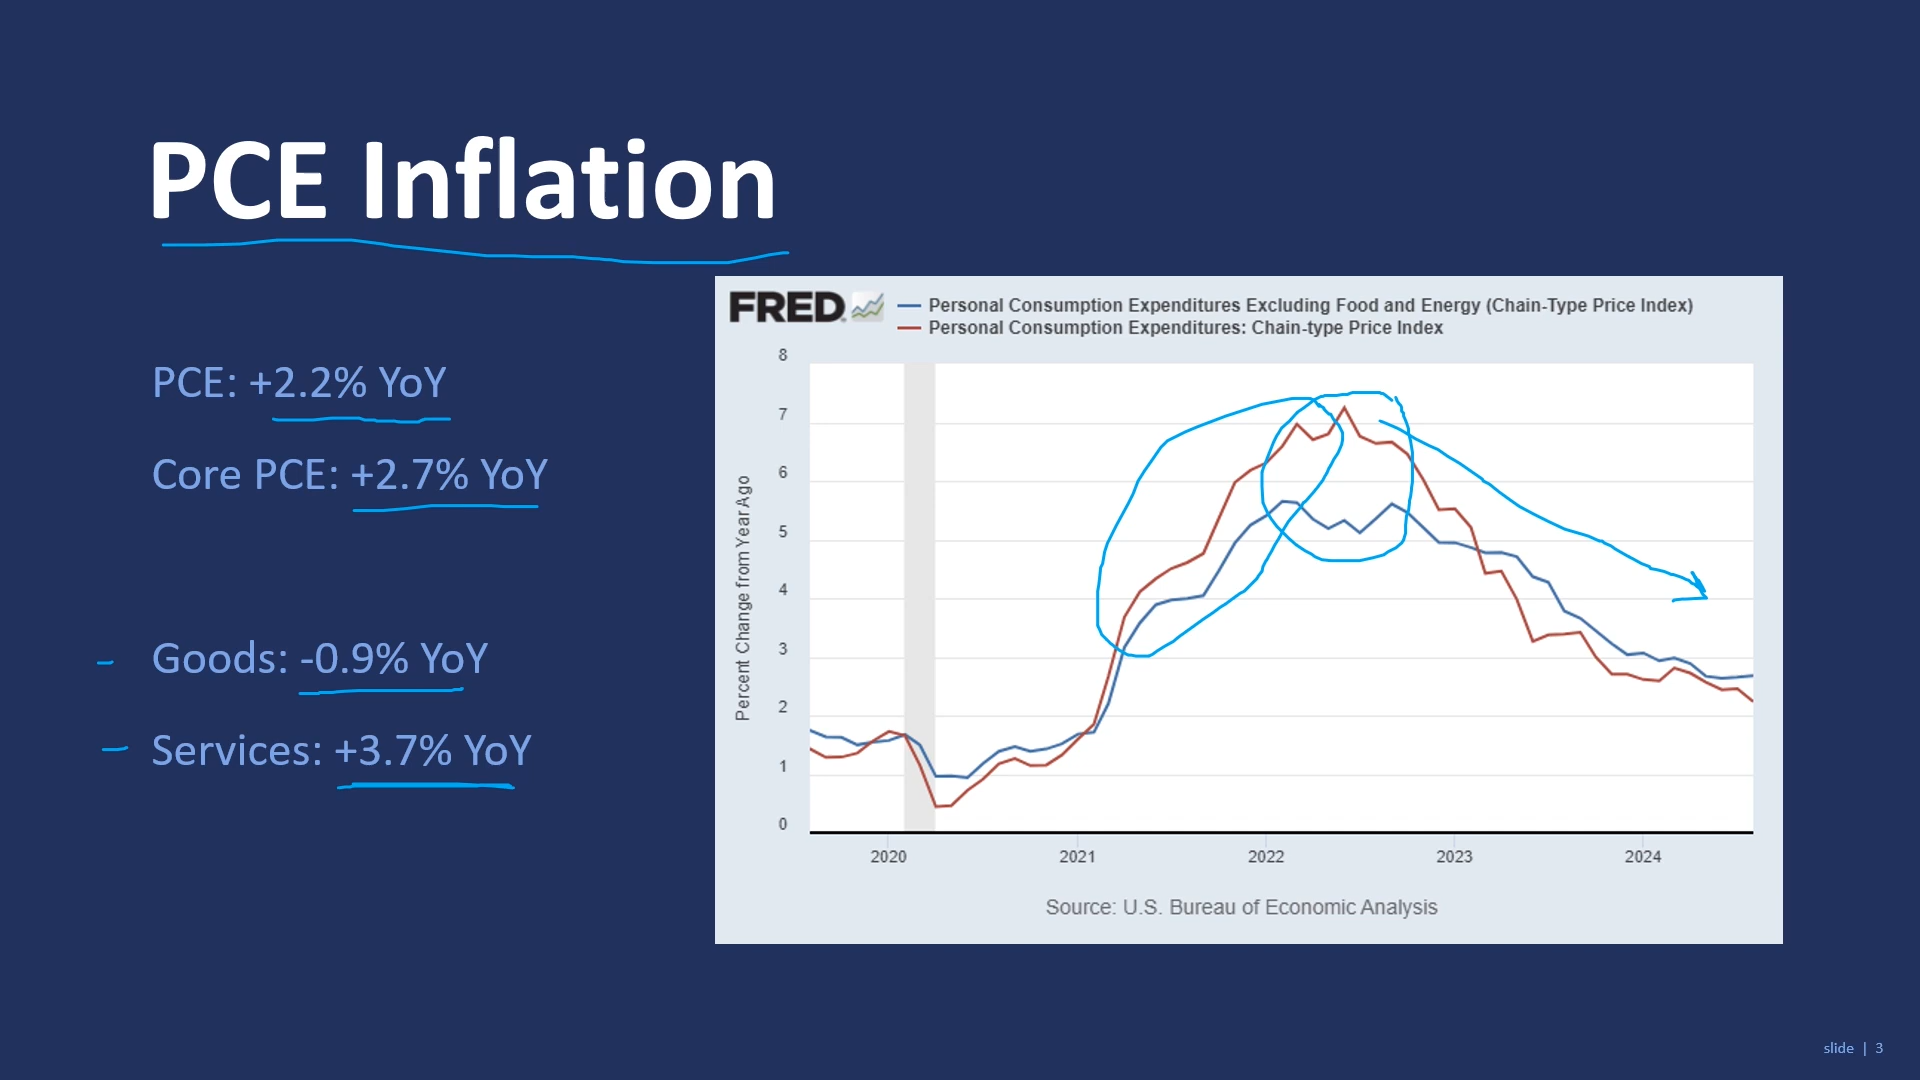 PCE Inflation
PCE: +2.2% YoY
Core PCE: +2.7% YoY
Goods: -0.9% YoY
Services: +3.7% YoY
FRED
Personal Consumption Expenditures Excluding Food and Energy (Chain-Type Price Index)
Personal Consumption Expenditures: Chain-type Price Index
Percent Change from Year Ago
8
7
6
5
4
3
2
1
0
2020 2021 2022 2023 2024
Source: U.S. Bureau of Economic Analysis
slide | 3